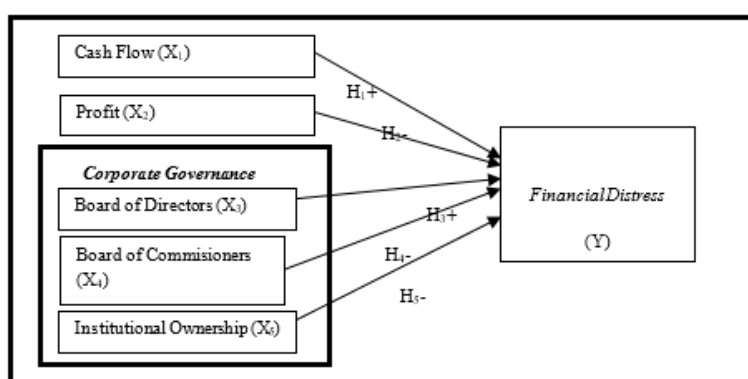 Cash Flow (X₁)
H₁+
Profit (X₂)
H₂-
Corporate Governance
Board of Directors (X₃)
H₃+
Board of Commisioners
(X₄)
H₄-
Institutional Ownership (X₅)
H₅-
Financial Distress
(Y)